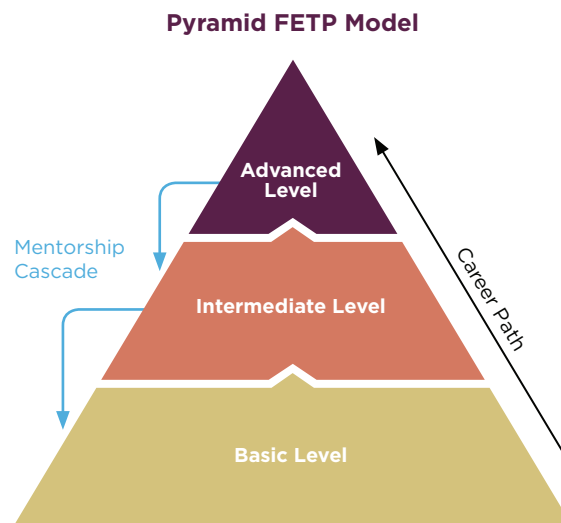 Pyramid FETP Model
Advanced
Level
Mentorship
Cascade
Career Path
Intermediate Level
Basic Level